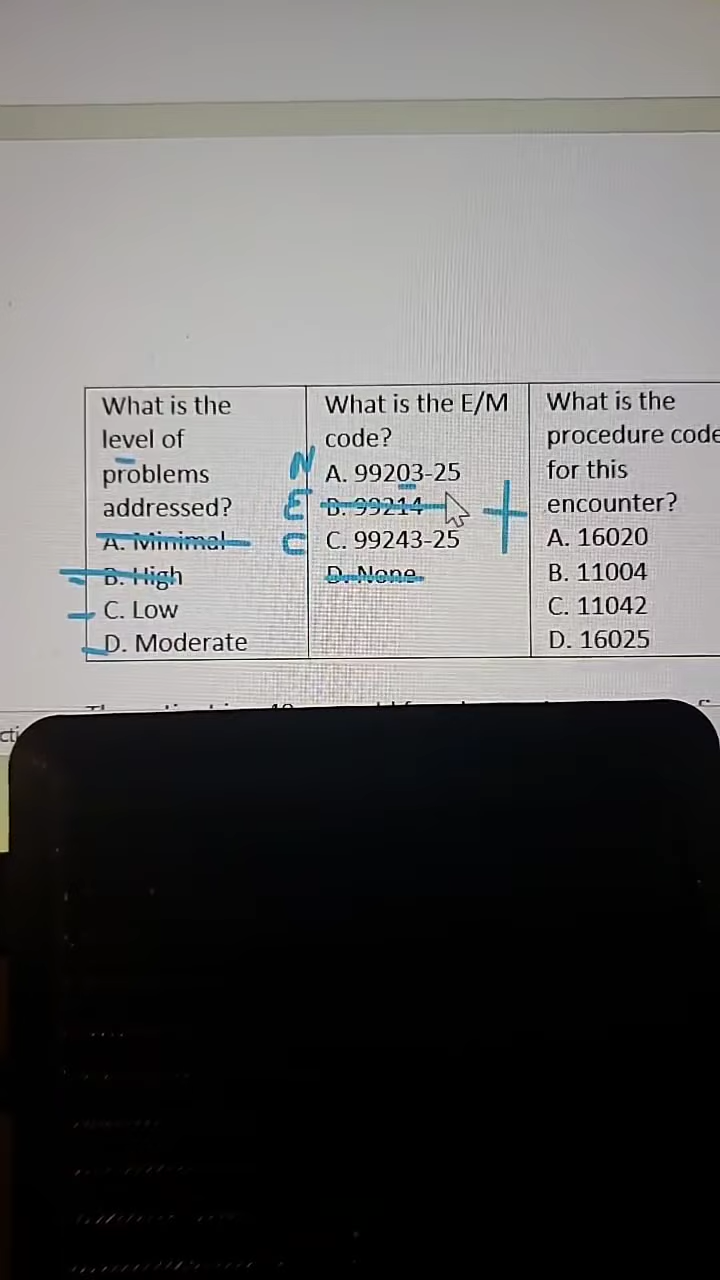 What is the
level of
problems
addressed?
A. Minimal
B. High
C. Low
D. Moderate
What is the E/M
code?
N A. 99203-25
E B. 99214
C C. 99243-25
D. None
+
What is the
procedure code
for this
encounter?
A. 16020
B. 11004
C. 11042
D. 16025